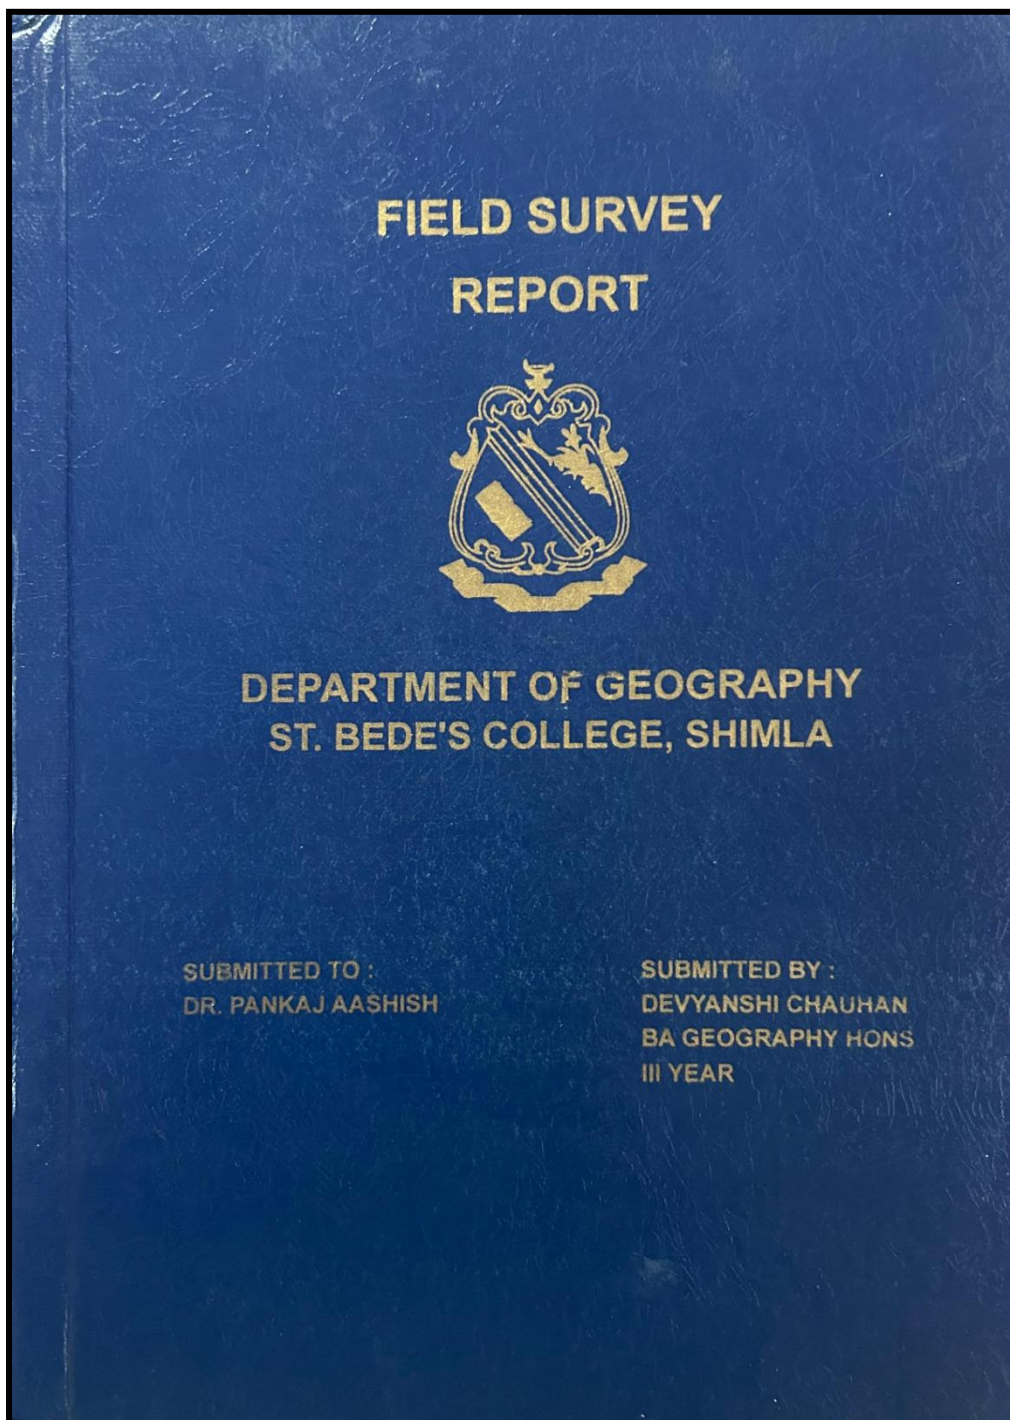 FIELD SURVEY
REPORT
DEPARTMENT OF GEOGRAPHY
ST. BEDE'S COLLEGE, SHIMLA
SUBMITTED TO :
DR. PANKAJ AASHISH
SUBMITTED BY :
DEVYANSHI CHAUHAN
BA GEOGRAPHY HONS
III YEAR